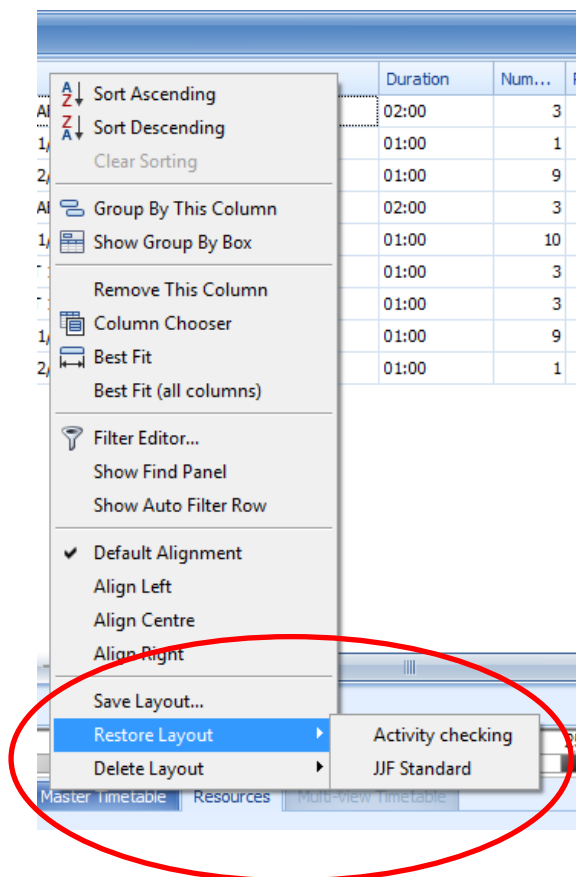 Duration Num...
Sort Ascending
02:00 3
Sort Descending
01:00 1
Clear Sorting
01:00 9
Group By This Column
02:00 3
Show Group By Box
01:00 10
01:00 3
Remove This Column
01:00 3
Column Chooser
01:00 9
Best Fit
01:00 1
Best Fit (all columns)
Filter Editor...
Show Find Panel
Show Auto Filter Row
Default Alignment
Align Left
Align Centre
Align Right
Save Layout...
Restore Layout Activity checking
Delete Layout JJF Standard
Master Timetable Resources Multi-View Timetable